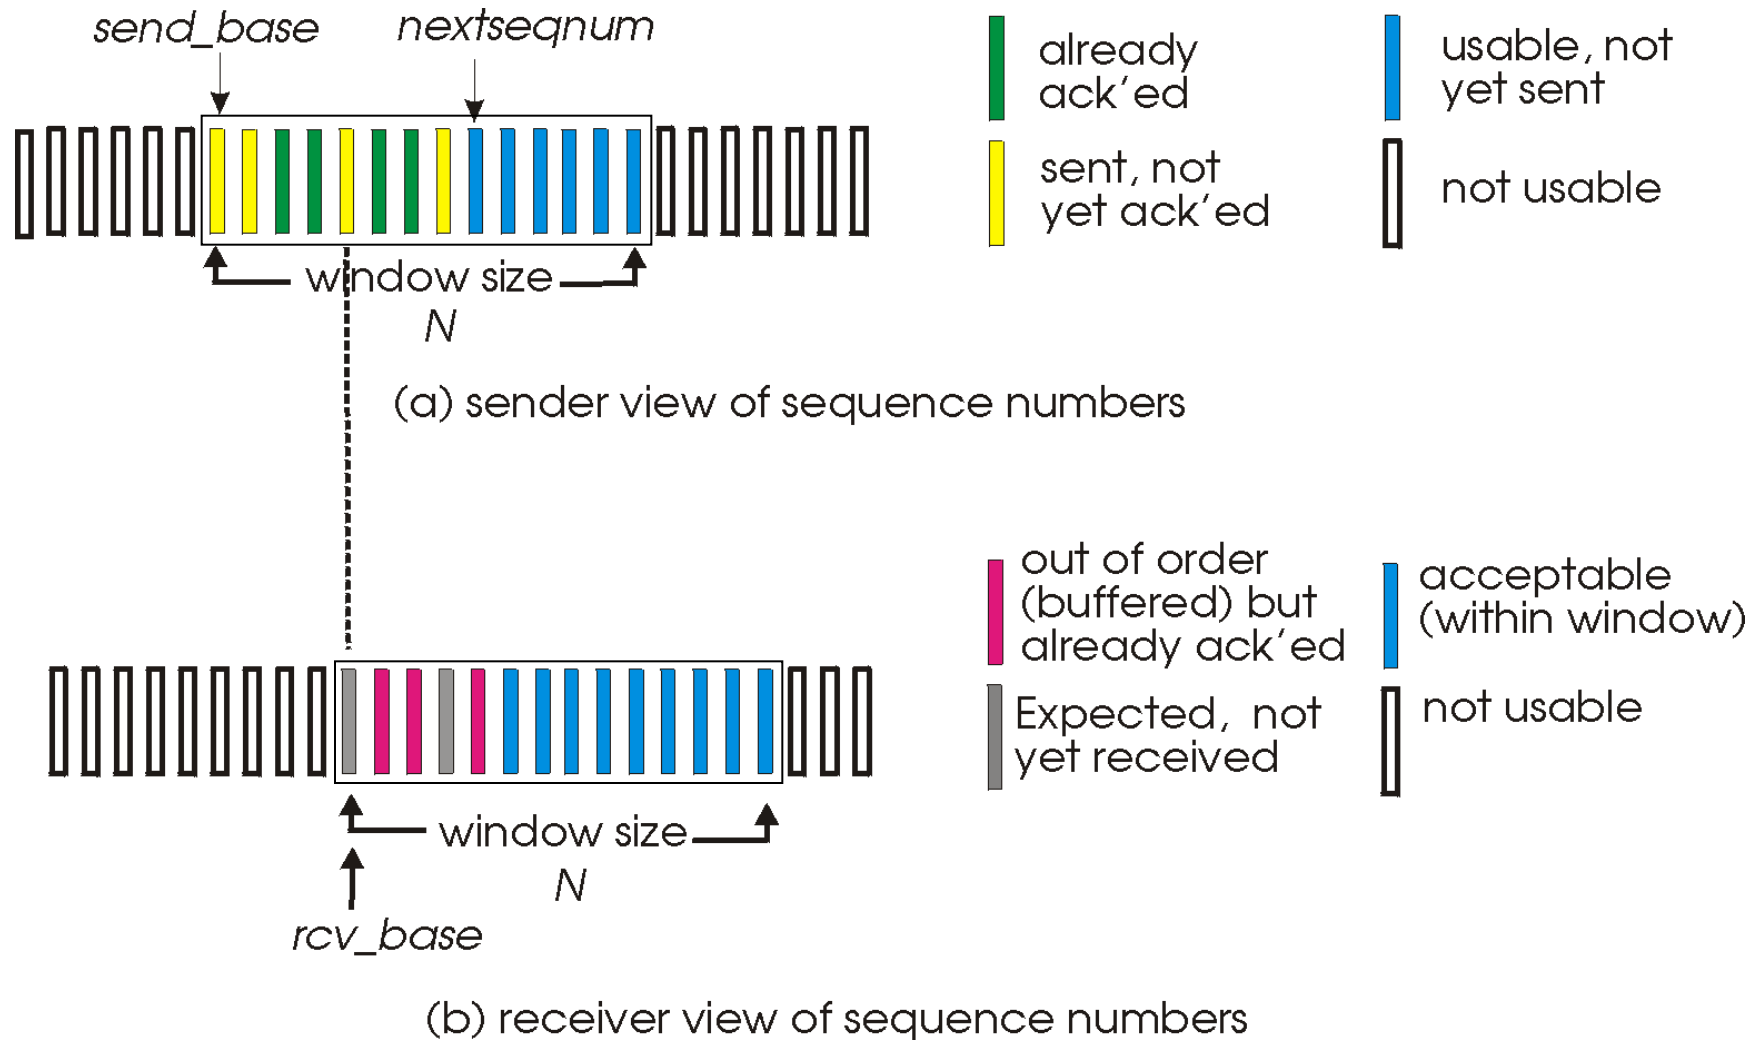 send_base
nextseqnum
already
ack'ed
usable, not
yet sent
sent, not
yet ack'ed
not usable
window size
N
(a) sender view of sequence numbers
out of order
(buffered) but
already ack'ed
acceptable
(within window)
Expected, not
yet received
not usable
window size
N
rcv_base
(b) receiver view of sequence numbers